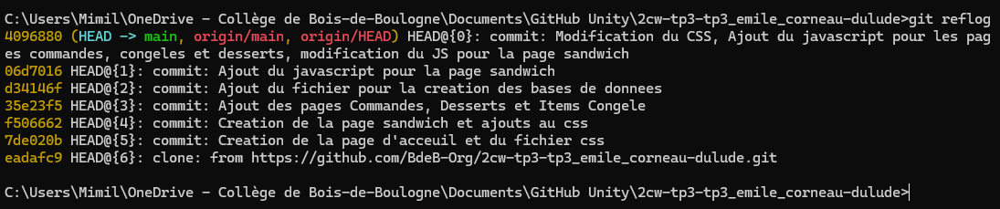 C:\Users\Mimil\OneDrive - Collège de Bois-de-Boulogne\Documents\GitHub Unity\2cw-tp3-tp3_emile_corneau-dulude>git reflog
4096880 (HEAD -> main, origin/main, origin/HEAD) HEAD@{0}: commit: Modification du CSS, Ajout du javascript pour les pag
es commandes, congeles et desserts, modification du JS pour la page sandwich
06d7016 HEAD@{1}: commit: Ajout du javascript pour la page sandwich
d34146f HEAD@{2}: commit: Ajout du fichier pour la creation des bases de donnees
35e23f5 HEAD@{3}: commit: Ajout des pages Commandes, Desserts et Items Congele
f506662 HEAD@{4}: commit: Creation de la page sandwich et ajouts au css
7de020b HEAD@{5}: commit: Creation de la page d'acceuil et du fichier css
eadafc9 HEAD@{6}: clone: from https://github.com/BdeB-Org/2cw-tp3-tp3_emile_corneau-dulude.git
C:\Users\Mimil\OneDrive - Collège de Bois-de-Boulogne\Documents\GitHub Unity\2cw-tp3-tp3_emile_corneau-dulude>